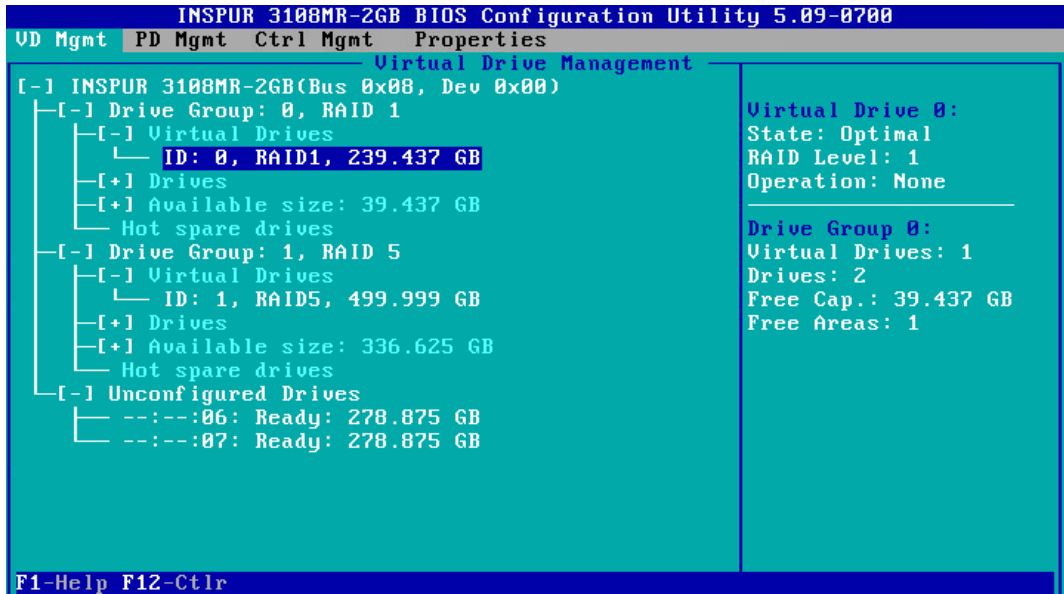 INSPUR 3108MR-2GB BIOS Configuration Utility 5.09-0700
VD Mgmt PD Mgmt Ctrl Mgmt Properties
Virtual Drive Management
[-] INSPUR 3108MR-2GB(Bus 0x08, Dev 0x00)
[-] Drive Group: 0, RAID 1
[-] Virtual Drives
ID: 0, RAID1, 239.437 GB
[+] Drives
[+] Available size: 39.437 GB
Hot spare drives
[-] Drive Group: 1, RAID 5
[-] Virtual Drives
ID: 1, RAID5, 499.999 GB
[+] Drives
[+] Available size: 336.625 GB
Hot spare drives
[-] Unconfigured Drives
--:--:06: Ready: 278.875 GB
--:--:07: Ready: 278.875 GB
Virtual Drive 0:
State: Optimal
RAID Level: 1
Operation: None
Drive Group 0:
Virtual Drives: 1
Drives: 2
Free Cap.: 39.437 GB
Free Areas: 1
F1-Help F12-Ctlr